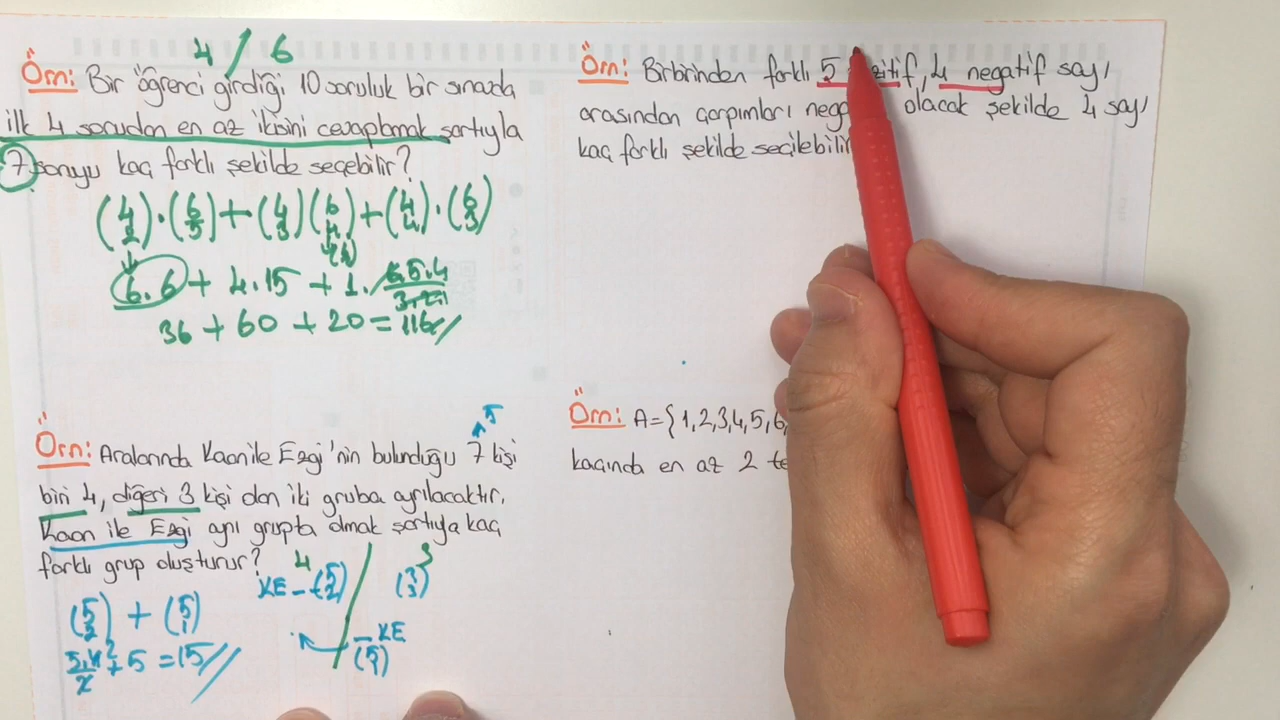 4 / 6
Örn: Bir öğrenci girdiği 10 soruluk bir sınavda
ilk 4 sorudan en az ikisini cevaplamak şartıyla
7 soruyu kaç farklı şekilde seçebilir?
(4 2)·(6 5)+(4 3)(6 4)+(4 4)·(6 3)
6.6 + 4.15 + 1. 6.5.4/3.2.1
36 + 60 + 20 = 116//
Örn: Birbirinden farklı 5 negatif, 4 negatif sayı
arasından çarpımları olacak şekilde 4 sayı
kaç farklı şekilde seçilebilir
5
Örn: Aralarında Kaan ile Ezgi'nin bulunduğu 7 kişi
biri 4, diğeri 3 kişi dan iki gruba ayrılacaktır.
Kaan ile Ezgi aynı grupta olmak şartıyla kaç
farklı grup oluşturur?
4 / 3
KE – (5 2) (3 3)
(5 2) + (5 1)
– KE
(5 1)
5.4/2 + 5 = 15//
Örn: A={1,2,3,4,5,6,
kaçında en az 2 te